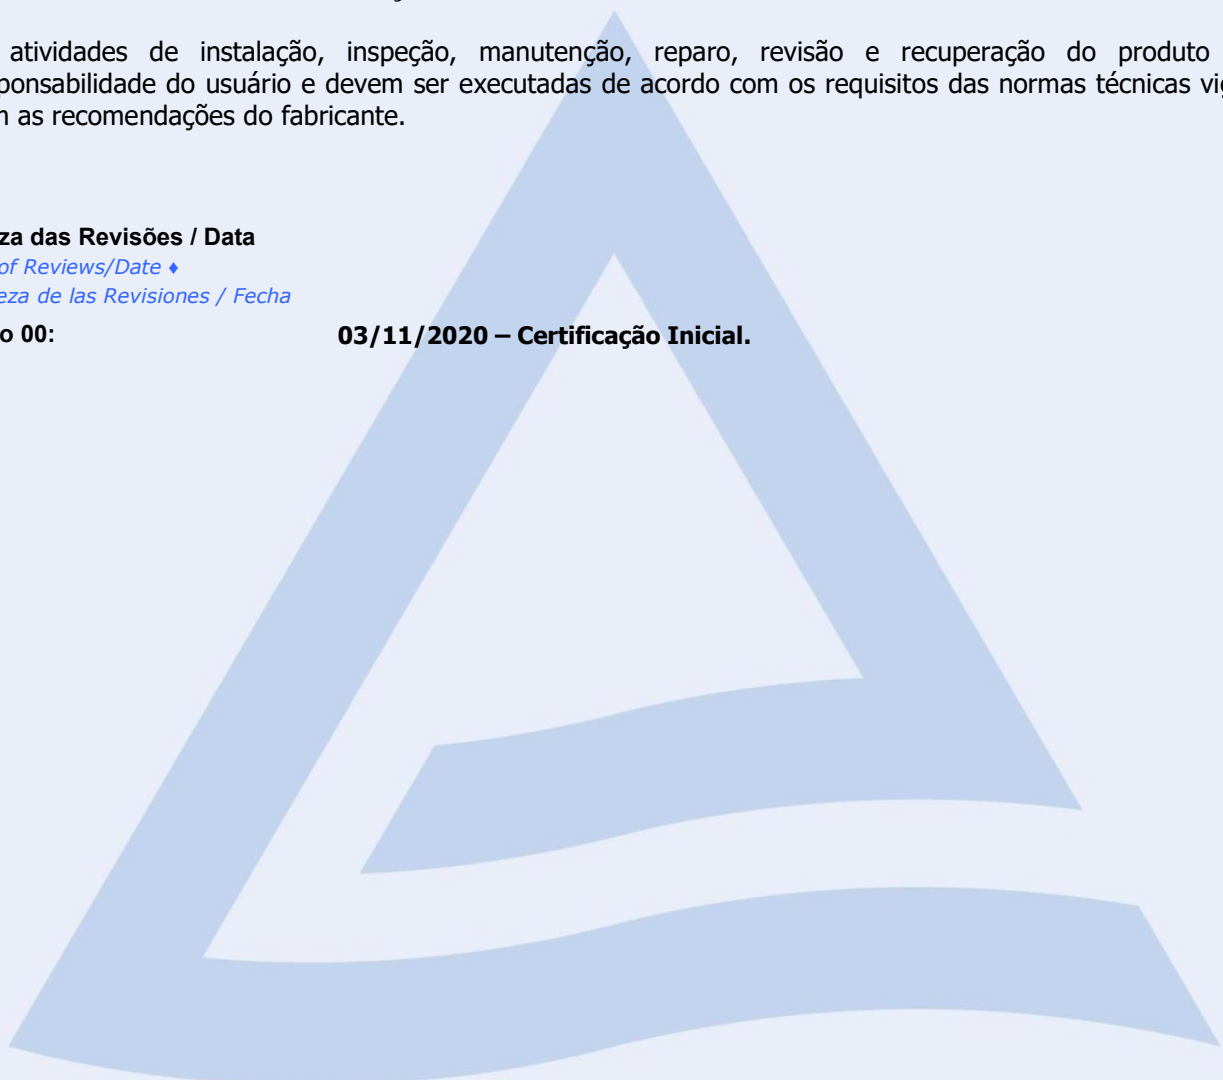 atividades de instalação, inspeção, manutenção, reparo, revisão e recuperação do produto
ponsabilidade do usuário e devem ser executadas de acordo com os requisitos das normas técnicas vi
as recomendações do fabricante.
za das Revisões / Data
of Reviews/Date ♦
eza de las Revisiones / Fecha
o 00: 03/11/2020 – Certificação Inicial.